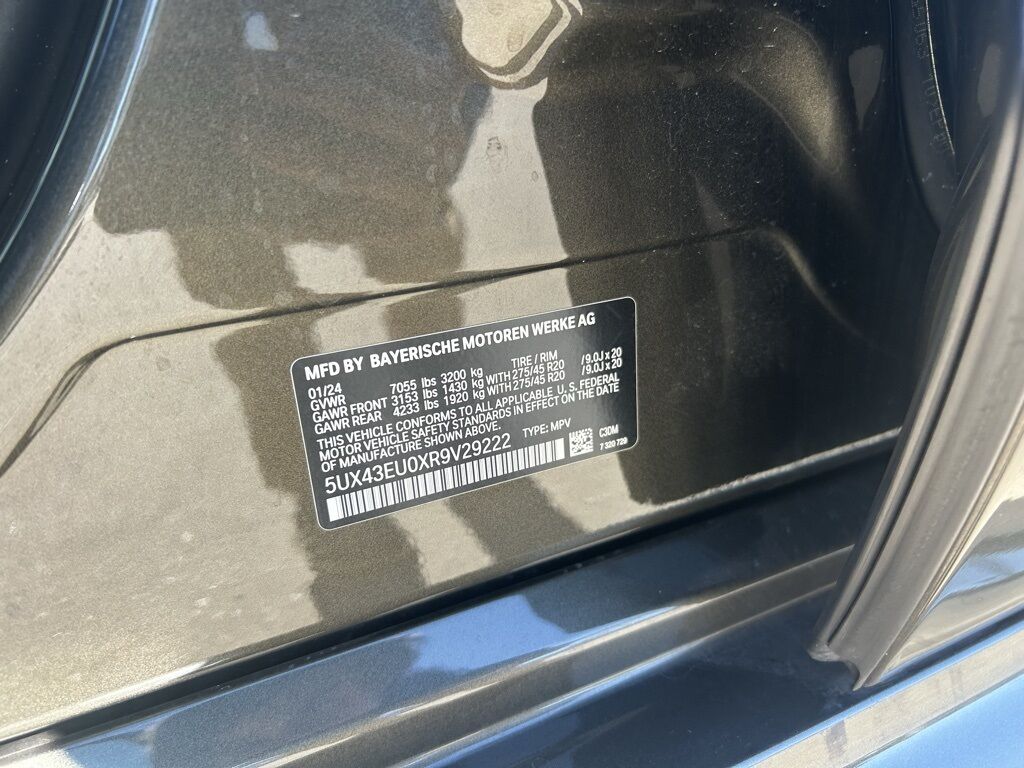 MFD BY BAYERISCHE MOTOREN WERKE AG
01/24 TIRE / RIM
GVWR 7055 lbs 3200 kg
GAWR FRONT 3153 lbs 1430 kg WITH 275/45 R20 /9.0J x 20
GAWR REAR 4233 lbs 1920 kg WITH 275/45 R20 /9.0J x 20
THIS VEHICLE CONFORMS TO ALL APPLICABLE U.S. FEDERAL
MOTOR VEHICLE SAFETY STANDARDS IN EFFECT ON THE DATE
OF MANUFACTURE SHOWN ABOVE.
5UX43EU0XR9V29222 TYPE: MPV
C3DM
7 320 729